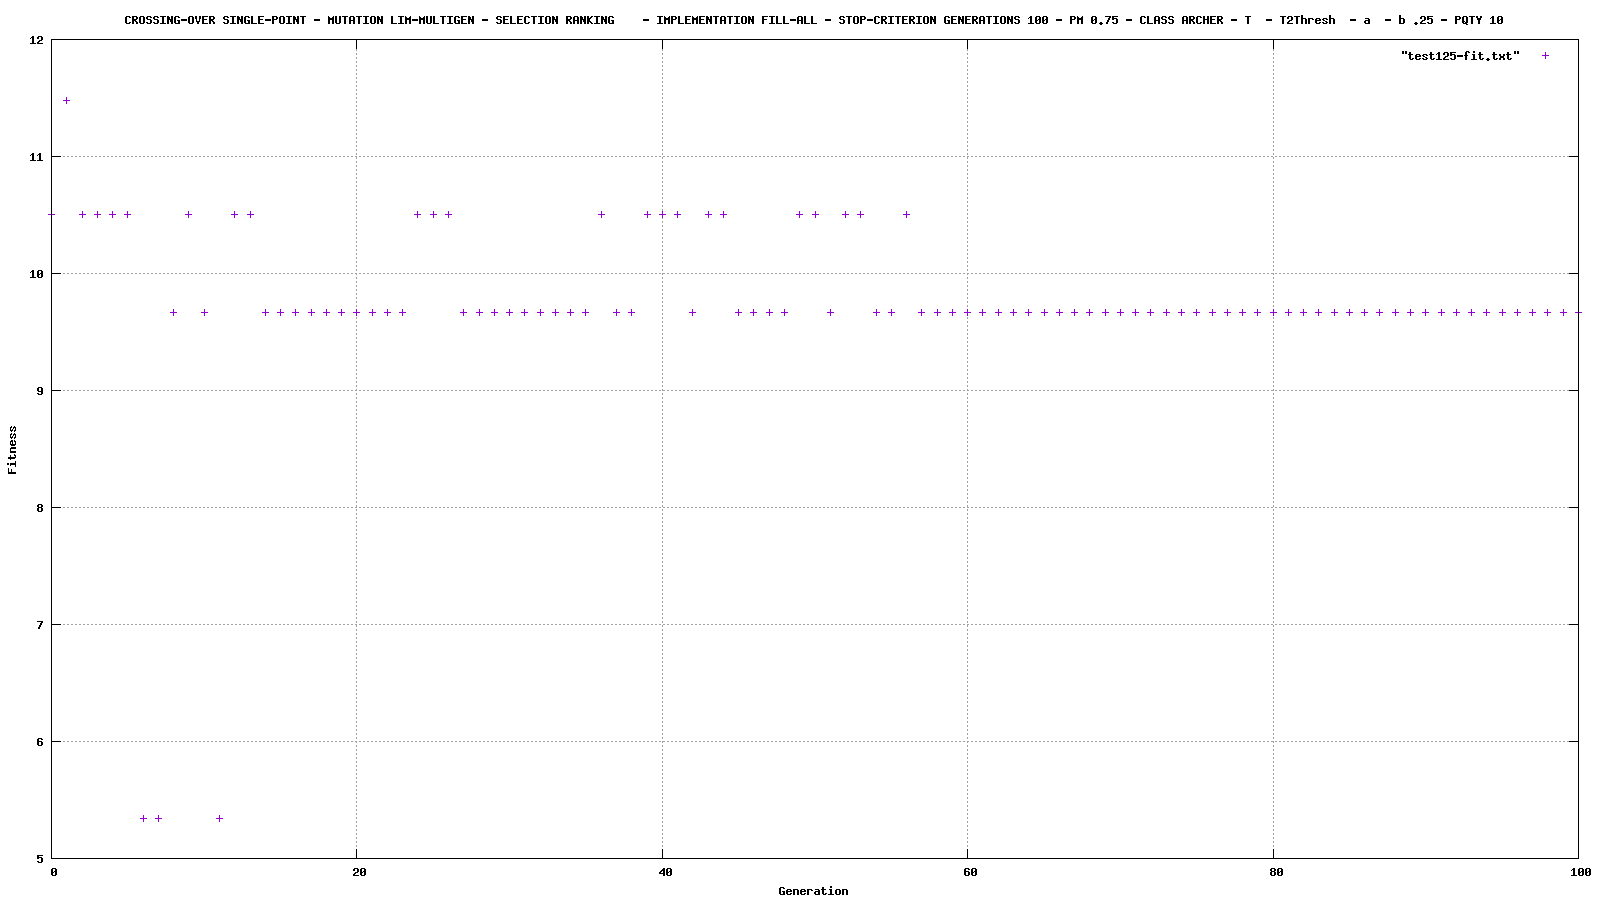 CROSSING-OVER SINGLE-POINT - MUTATION LIM-MULTIGEN - SELECTION RANKING    - IMPLEMENTATION FILL-ALL - STOP-CRITERION GENERATIONS 100 - PM 0.75 - CLASS ARCHER - T  - T2Thresh  - a  - b .25 - PQTY 10
"test125-fit.txt"
12
11
10
9
8
7
6
5
Fitness
0 20 40 60 80 100
Generation